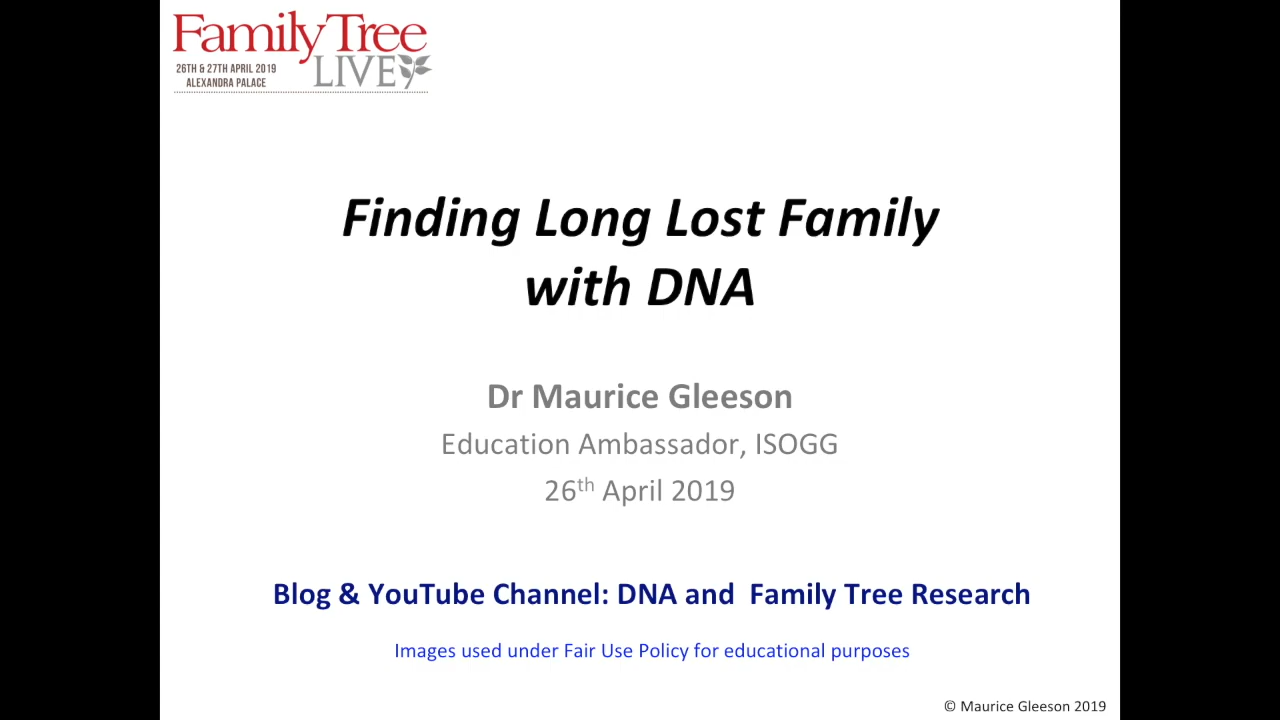 Family Tree
LIVE
26TH & 27TH APRIL 2019
ALEXANDRA PALACE
Finding Long Lost Family
with DNA
Dr Maurice Gleeson
Education Ambassador, ISOGG
26th April 2019
Blog & YouTube Channel: DNA and  Family Tree Research
Images used under Fair Use Policy for educational purposes
© Maurice Gleeson 2019